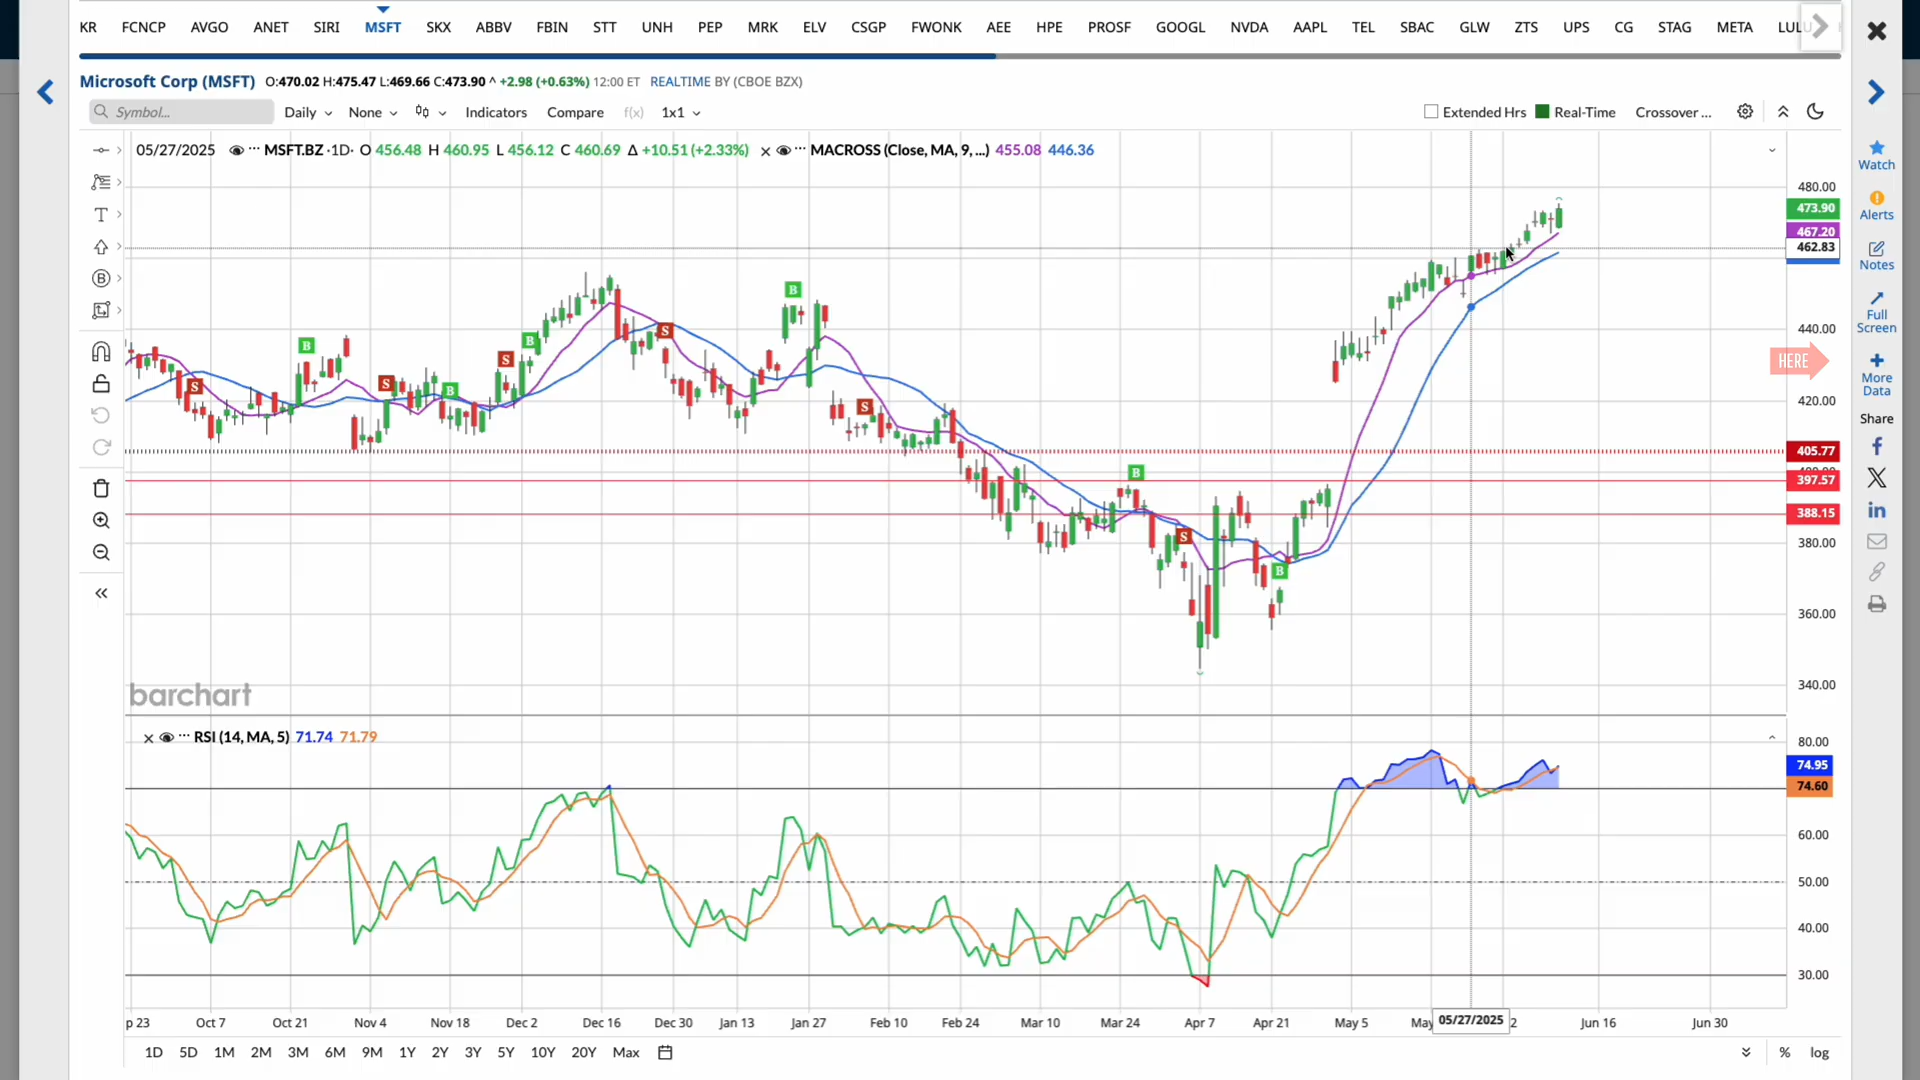 KR FCNCP AVGO ANET SIRI MSFT SKX ABBV FBIN STT UNH PEP MRK ELV CSGP FWONK AEE HPE PROSF GOOGL NVDA AAPL TEL SBAC GLW ZTS UPS CG STAG META LULU
Microsoft Corp (MSFT) O:470.02 H:475.47 L:469.66 C:473.90 ^ +2.98 (+0.63%) 12:00 ET REALTIME BY (CBOE BZX)
Symbol... Daily None Indicators Compare f(x) 1x1 Extended Hrs Real-Time Crossover ...
05/27/2025 ··· MSFT.BZ ·1D· O 456.48 H 460.95 L 456.12 C 460.69 Δ +10.51 (+2.33%) ··· MACROSS (Close, MA, 9, ...) 455.08 446.36
Watch
Alerts
Notes
Full Screen
HERE
More Data
Share
480.00
473.90
467.20
462.83
440.00
420.00
405.77
400.00
397.57
388.15
380.00
360.00
340.00
B S S B S B S B S B S B
T
B
barchart
··· RSI (14, MA, 5) 71.74 71.79
80.00
74.95
74.60
60.00
50.00
40.00
30.00
p 23 Oct 7 Oct 21 Nov 4 Nov 18 Dec 2 Dec 16 Dec 30 Jan 13 Jan 27 Feb 10 Feb 24 Mar 10 Mar 24 Apr 7 Apr 21 May 5 May 05/27/2025 2 Jun 16 Jun 30
1D 5D 1M 2M 3M 6M 9M 1Y 2Y 3Y 5Y 10Y 20Y Max % log